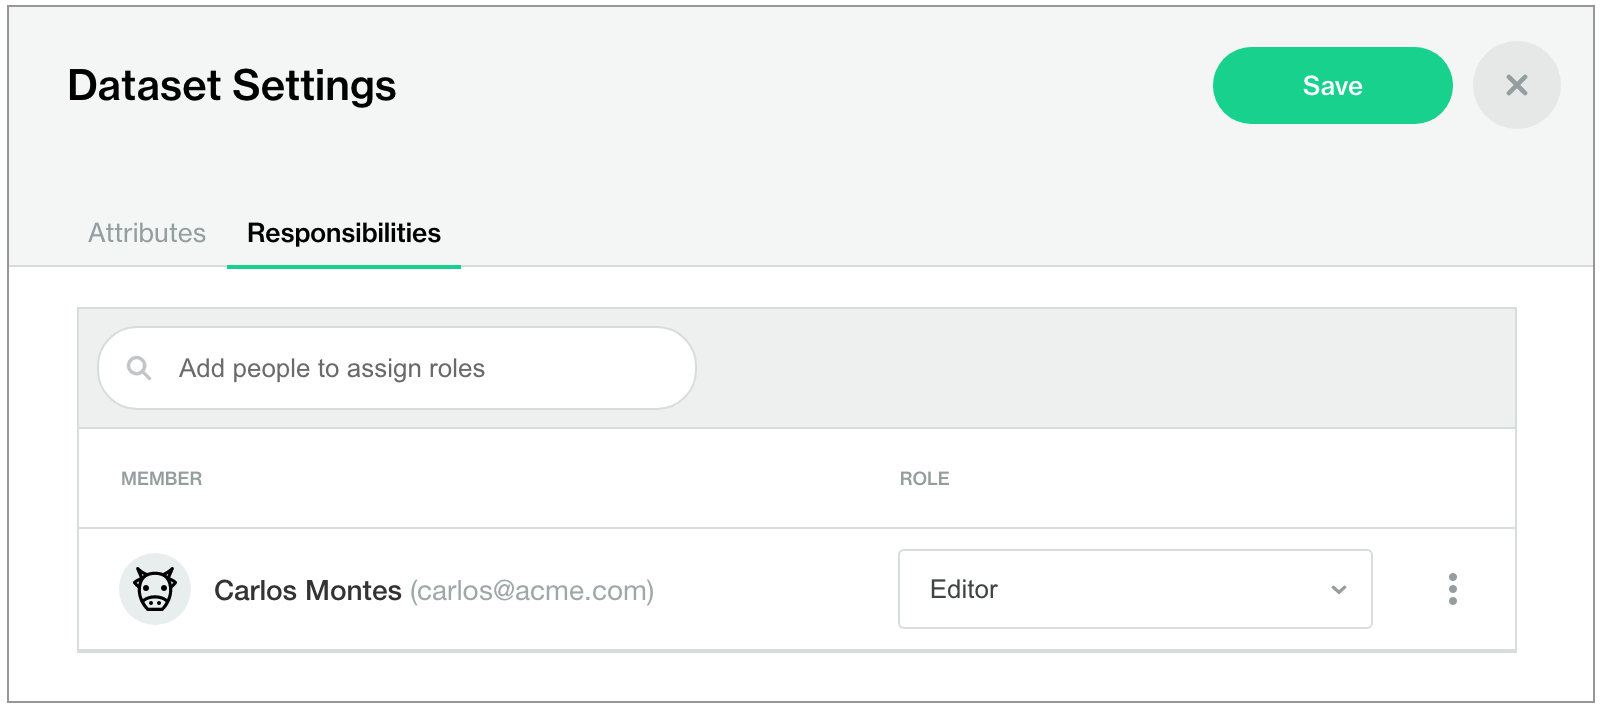 Dataset Settings
Save
Attributes
Responsibilities
Add people to assign roles
MEMBER
ROLE
Carlos Montes (carlos@acme.com)
Editor